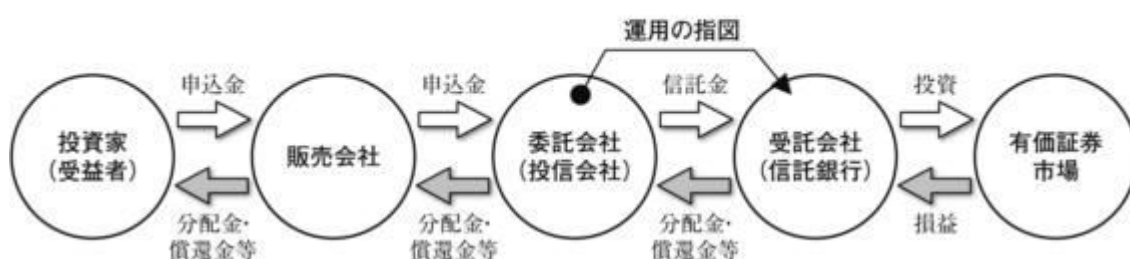 運用の指図
申込金
申込金
信託金
投資
投資家
（受益者）
販売会社
委託会社
（投信会社）
受託会社
（信託銀行）
有価証券
市場
分配金・
償還金等
分配金・
償還金等
分配金・
償還金等
損益